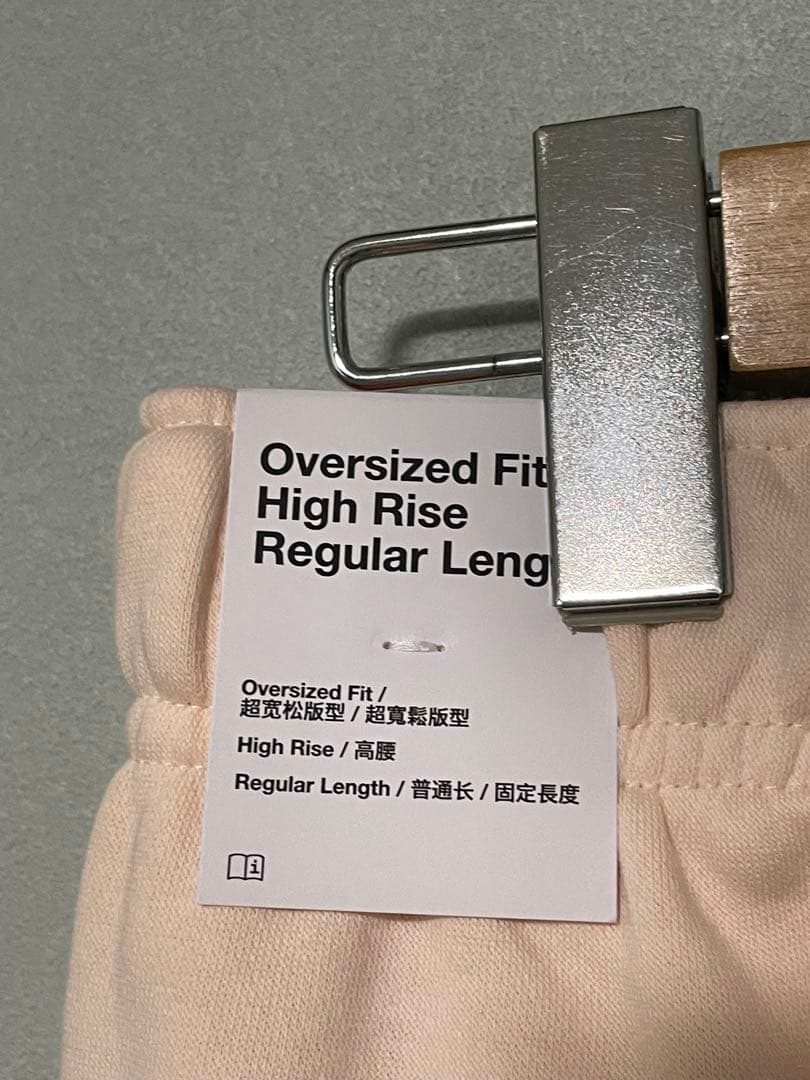 Oversized Fit
High Rise
Regular Leng
Oversized Fit /
超宽松版型 / 超寬鬆版型
High Rise / 高腰
Regular Length / 普通长 / 固定長度
i